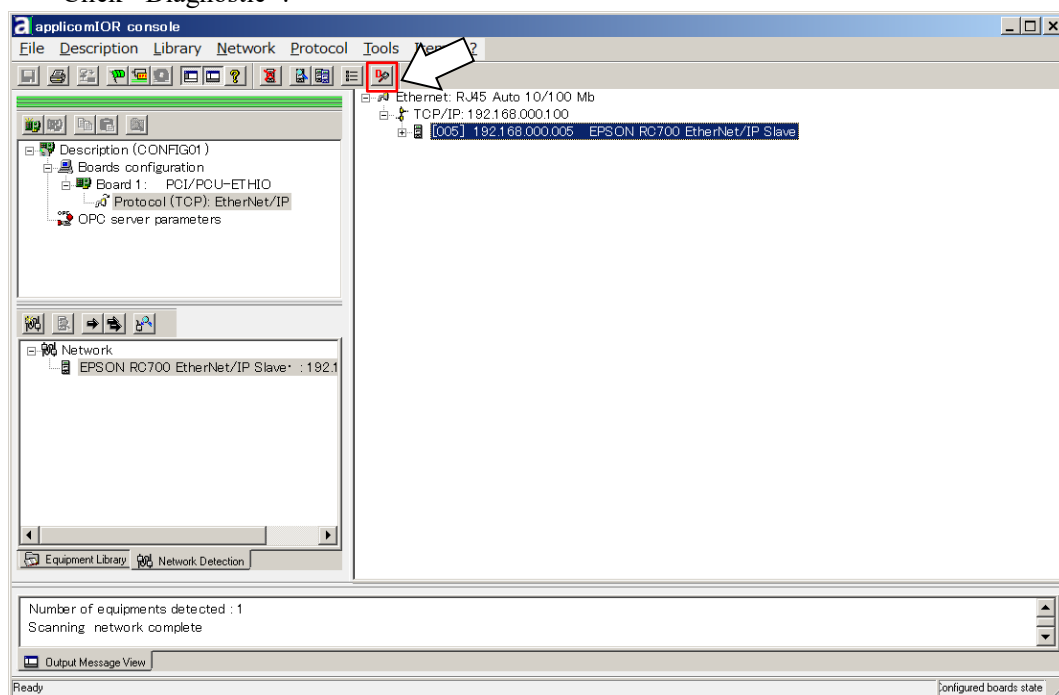 Click "Diagnostic".
applicomIOR console
File Description Library Network Protocol Tools ?
Ethernet: RJ45 Auto 10/100 Mb
TCP/IP: 192.168.000.100
[005] 192.168.000.005 EPSON RC700 EtherNet/IP Slave
Description (CONFIG01)
Boards configuration
Board 1: PCI/PCU-ETHIO
Protocol (TCP): EtherNet/IP
OPC server parameters
Network
EPSON RC700 EtherNet/IP Slave• : 192.1
Equipment Library Network Detection
Number of equipments detected : 1
Scanning network complete
Output Message View
Ready
Configured boards state